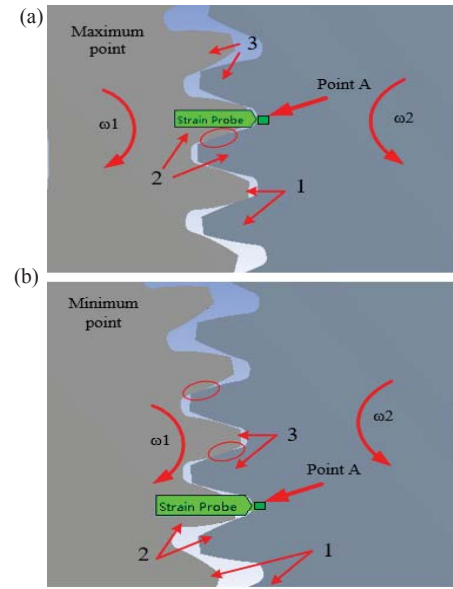 (a)
Maximum
point
3
Point A
Strain Probe
ω1
ω2
2
1
(b)
Minimum
point
ω1
ω2
3
Point A
Strain Probe
2
1